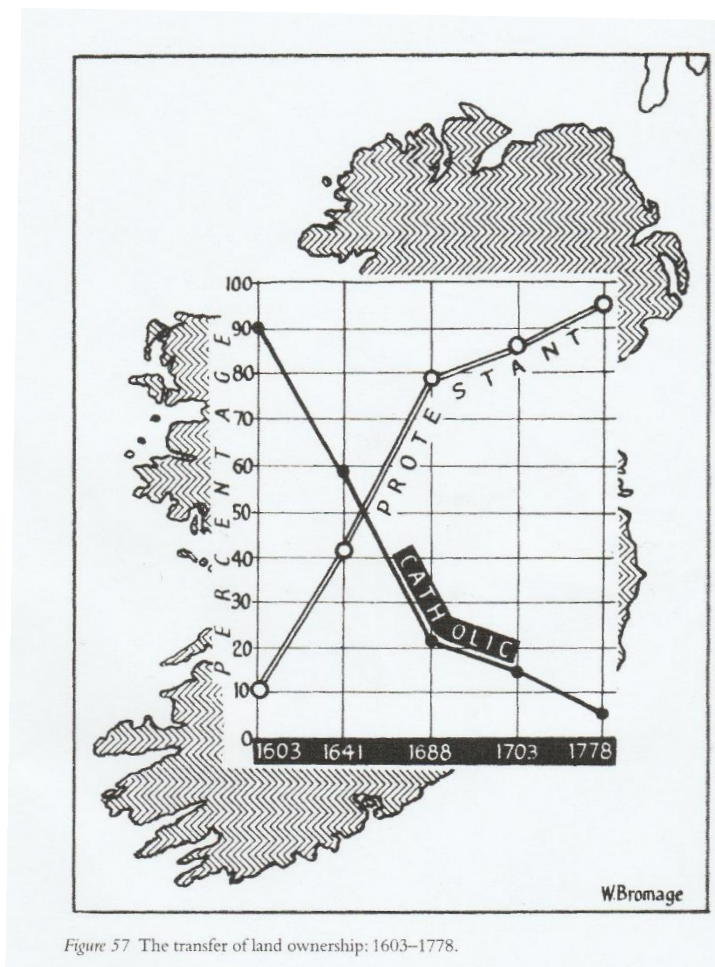 100
90
80
70
60
50
40
30
20
10
0
PERCENTAGE
PROTESTANT
CATHOLIC
1603 1641 1688 1703 1778
W.Bromage
Figure 57 The transfer of land ownership: 1603–1778.